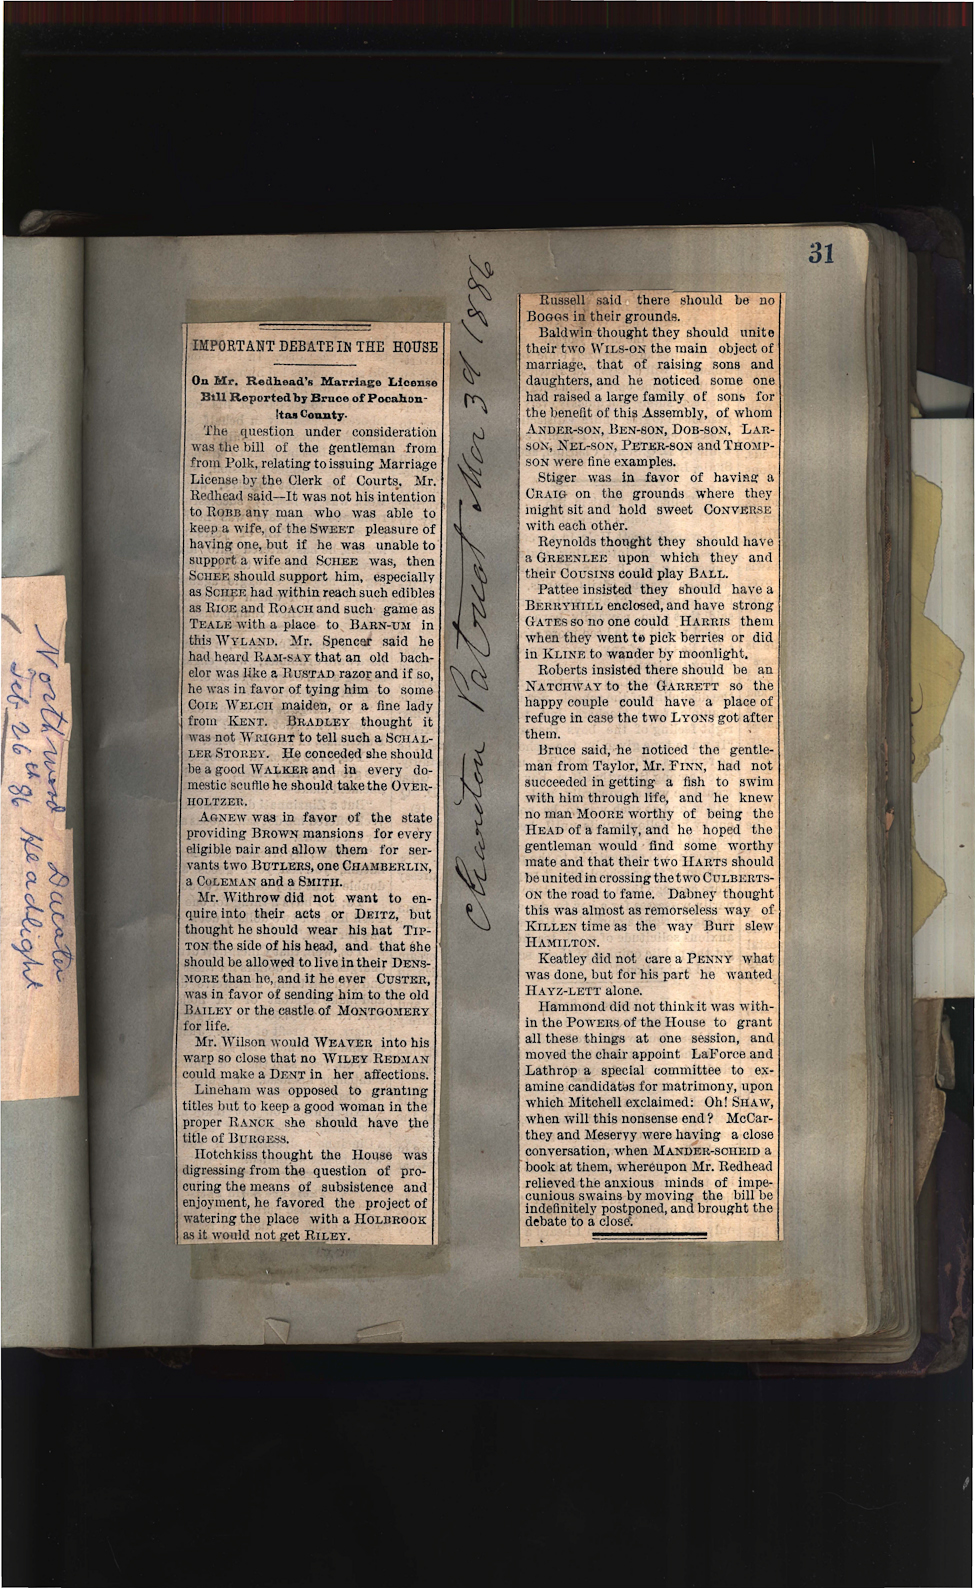 31
IMPORTANT DEBATE IN THE HOUSE
On Mr. Redhead's Marriage License
Bill Reported by Bruce of Pocahon-
tas County.
The question under consideration
was the bill of the gentleman from
from Polk, relating to issuing Marriage
License by the Clerk of Courts. Mr.
Redhead said—It was not his intention
to ROBB any man who was able to
keep a wife, of the SWEET pleasure of
having one, but if he was unable to
support a wife and SCHEE was, then
SCHEE should support him, especially
as SCHEE had within reach such edibles
as RICE and ROACH and such game as
TEALE with a place to BARN-UM in
this WYLAND. Mr. Spencer said he
had heard RAM-SAY that an old bach-
elor was like a RUSTAD razor and if so,
he was in favor of tying him to some
COIE WELCH maiden, or a fine lady
from KENT. BRADLEY thought it
was not WRIGHT to tell such a SCHAL-
LER STOREY. He conceded she should
be a good WALKER and in every do-
mestic scuffle he should take the OVER-
HOLTZER.
AGNEW was in favor of the state
providing BROWN mansions for every
eligible pair and allow them for ser-
vants two BUTLERS, one CHAMBERLIN,
a COLEMAN and a SMITH.
Mr. Withrow did not want to en-
quire into their acts or DEITZ, but
thought he should wear his hat TIP-
TON the side of his head, and that she
should be allowed to live in their DENS-
MORE than he, and if he ever CUSTER,
was in favor of sending him to the old
BAILEY or the castle of MONTGOMERY
for life.
Mr. Wilson would WEAVER into his
warp so close that no WILEY REDMAN
could make a DENT in her affections.
Lineham was opposed to granting
titles but to keep a good woman in the
proper RANCK she should have the
title of BURGESS.
Hotchkiss thought the House was
digressing from the question of pro-
curing the means of subsistence and
enjoyment, he favored the project of
watering the place with a HOLBROOK
as it would not get RILEY.
Patriot Mar 3d 1886
Russell said there should be no
BOGGS in their grounds.
Baldwin thought they should unite
their two WILS-ON the main object of
marriage, that of raising sons and
daughters, and he noticed some one
had raised a large family of sons for
the benefit of this Assembly, of whom
ANDER-SON, BEN-SON, DOB-SON, LAR-
SON, NEL-SON, PETER-SON and THOMP-
SON were fine examples.
Stiger was in favor of having a
CRAIG on the grounds where they
might sit and hold sweet CONVERSE
with each other.
Reynolds thought they should have
a GREENLEE upon which they and
their COUSINS could play BALL.
Pattee insisted they should have a
BERRYHILL enclosed, and have strong
GATES so no one could HARRIS them
when they went to pick berries or did
in KLINE to wander by moonlight.
Roberts insisted there should be an
NATCHWAY to the GARRETT so the
happy couple could have a place of
refuge in case the two LYONS got after
them.
Bruce said, he noticed the gentle-
man from Taylor, Mr. FINN, had not
succeeded in getting a fish to swim
with him through life, and he knew
no man MOORE worthy of being the
HEAD of a family, and he hoped the
gentleman would find some worthy
mate and that their two HARTS should
be united in crossing the two CULBERTS-
ON the road to fame. Dabney thought
this was almost as remorseless way of
KILLEN time as the way Burr slew
HAMILTON.
Keatley did not care a PENNY what
was done, but for his part he wanted
HAYZ-LETT alone.
Hammond did not think it was with-
in the POWERS of the House to grant
all these things at one session, and
moved the chair appoint LaForce and
Lathrop a special committee to ex-
amine candidates for matrimony, upon
which Mitchell exclaimed: Oh! SHAW,
when will this nonsense end? McCar-
they and Meservy were having a close
conversation, when MANDER-SCHEID a
book at them, whereupon Mr. Redhead
relieved the anxious minds of impe-
cunious swains by moving the bill be
indefinitely postponed, and brought the
debate to a close.
Northwood Dacater
Feb 26th 86 Headlight